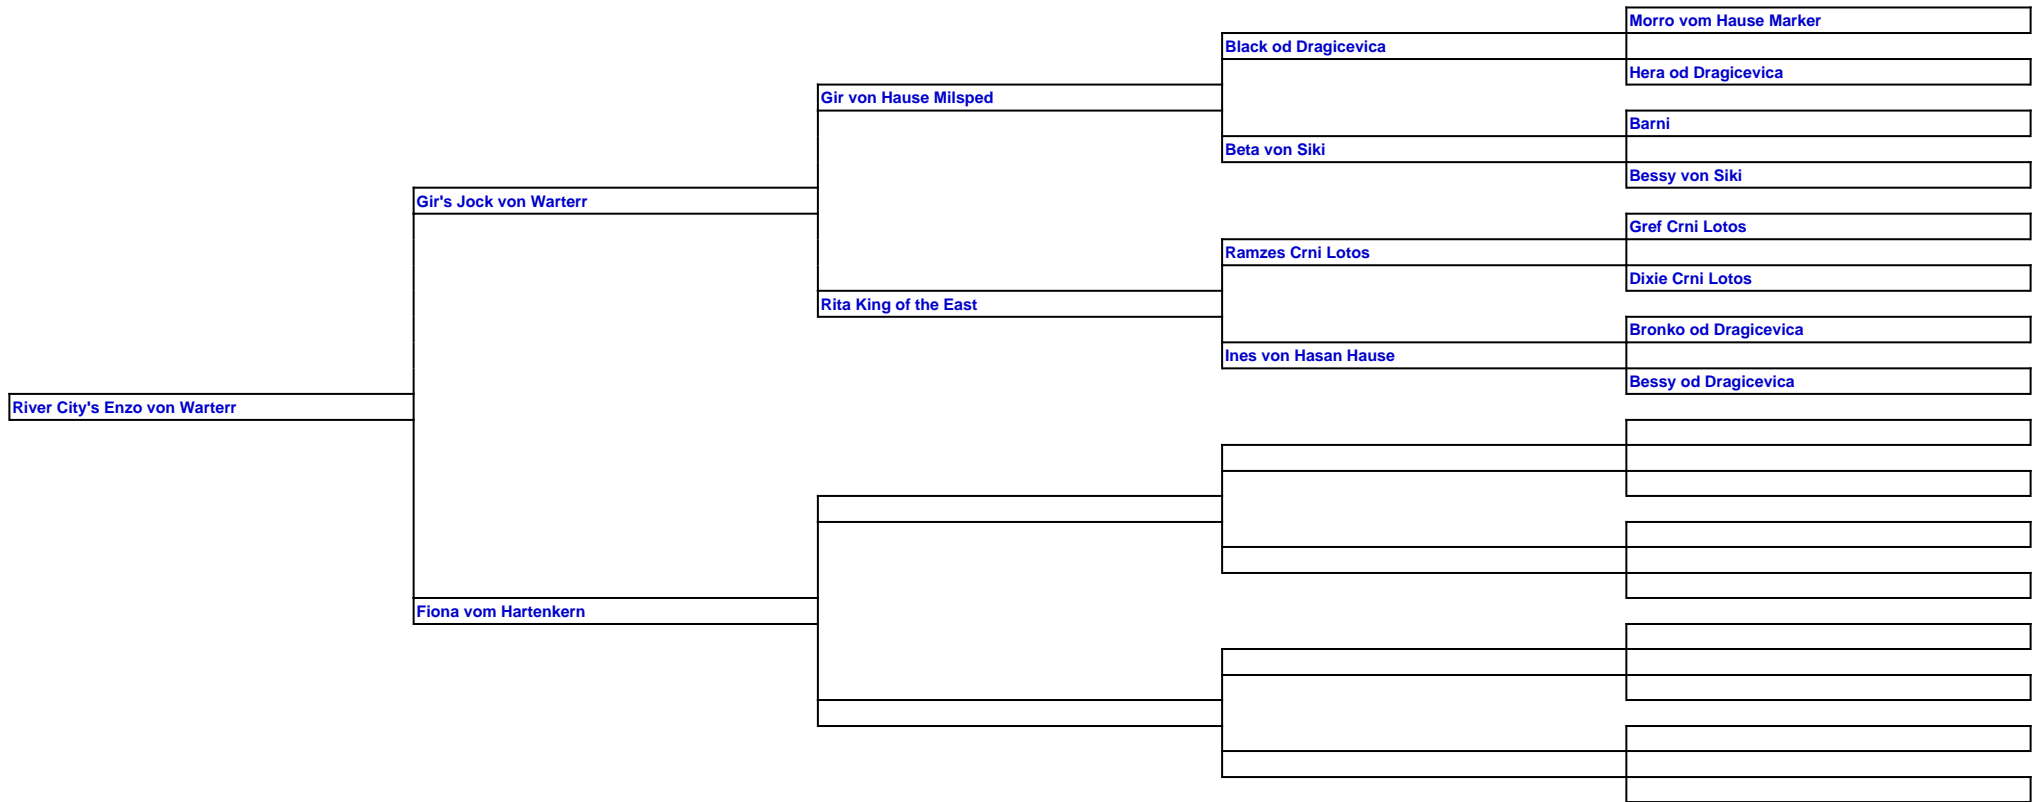 Morro vom Hause Marker
Black od Dragicevica
Hera od Dragicevica
Gir von Hause Milsped
Barni
Beta von Siki
Bessy von Siki
Gir's Jock von Warterr
Gref Crni Lotos
Ramzes Crni Lotos
Dixie Crni Lotos
Rita King of the East
Bronko od Dragicevica
Ines von Hasan Hause
Bessy od Dragicevica
River City's Enzo von Warterr
Fiona vom Hartenkern